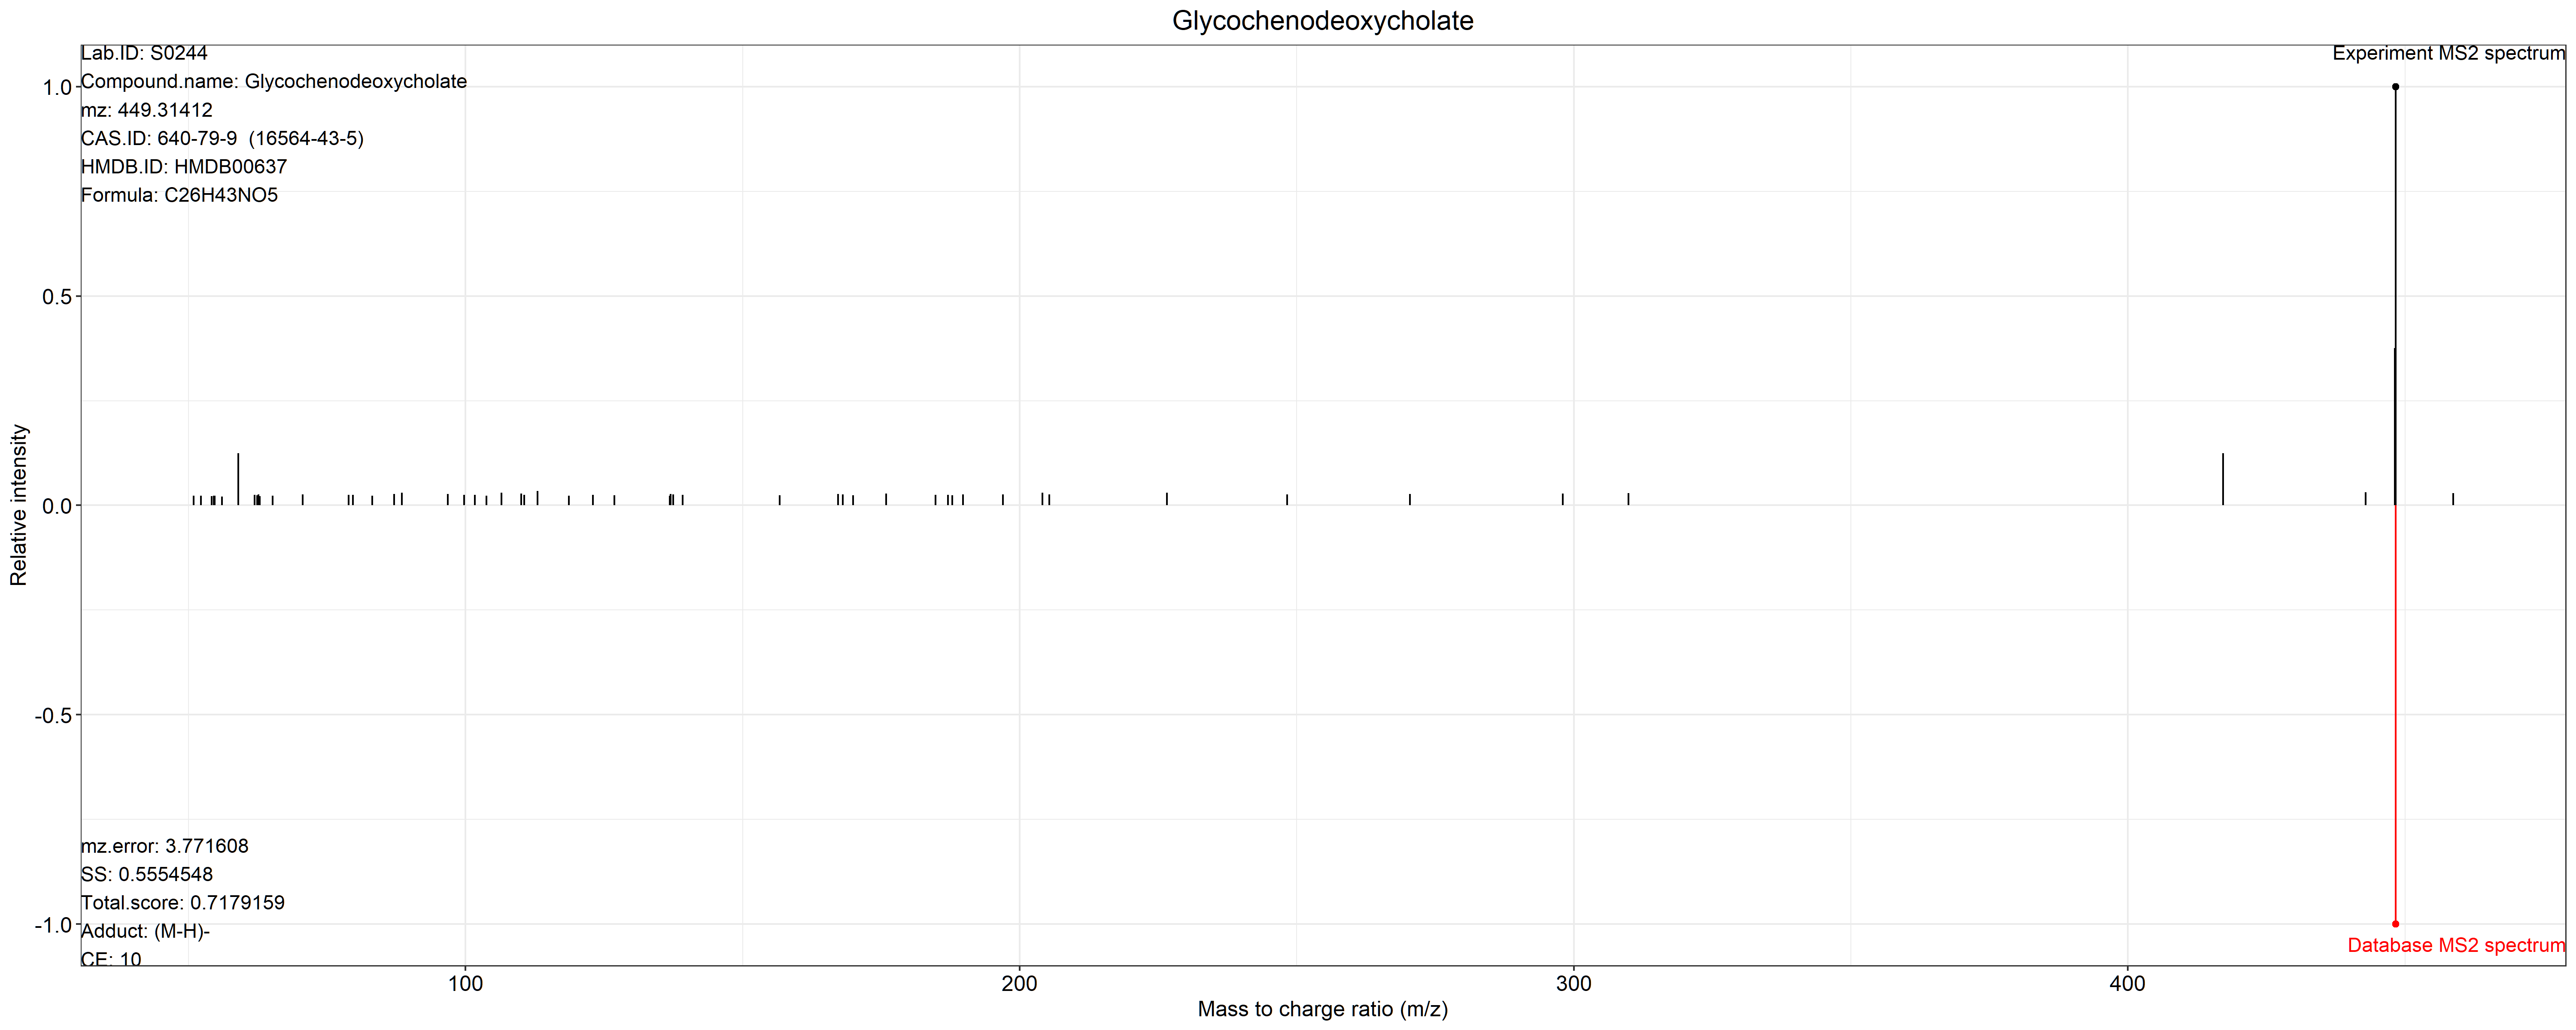 Glycochenodeoxycholate
Lab.ID: S0244
Compound.name: Glycochenodeoxycholate
mz: 449.31412
CAS.ID: 640-79-9  (16564-43-5)
HMDB.ID: HMDB00637
Formula: C26H43NO5
Experiment MS2 spectrum
1.0
0.5
0.0
-0.5
-1.0
Relative intensity
mz.error: 3.771608
SS: 0.5554548
Total.score: 0.7179159
Adduct: (M-H)-
CE: 10
Database MS2 spectrum
100 200 300 400
Mass to charge ratio (m/z)